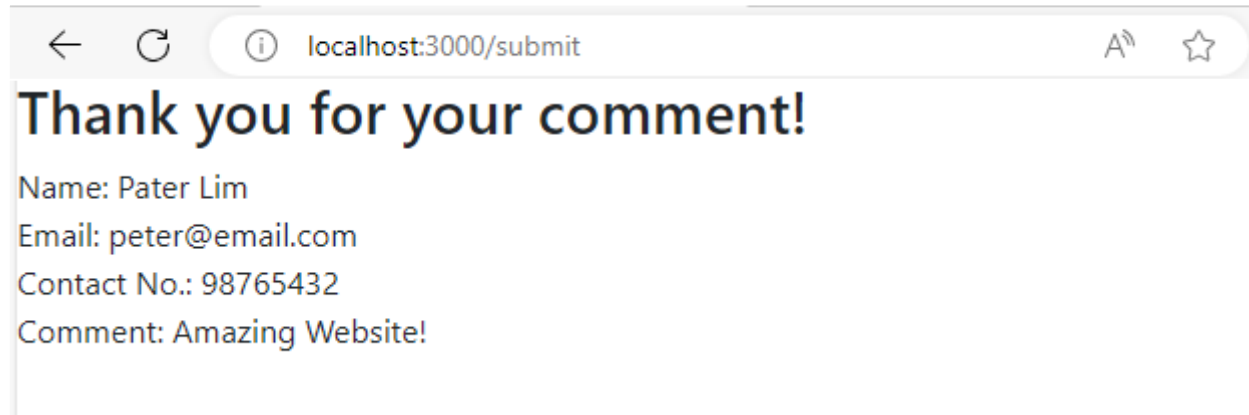 localhost:3000/submit
Thank you for your comment!
Name: Pater Lim
Email: peter@email.com
Contact No.: 98765432
Comment: Amazing Website!